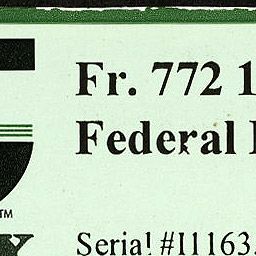 Fr. 772 1
Federal
Serial #I1163
TM
Y